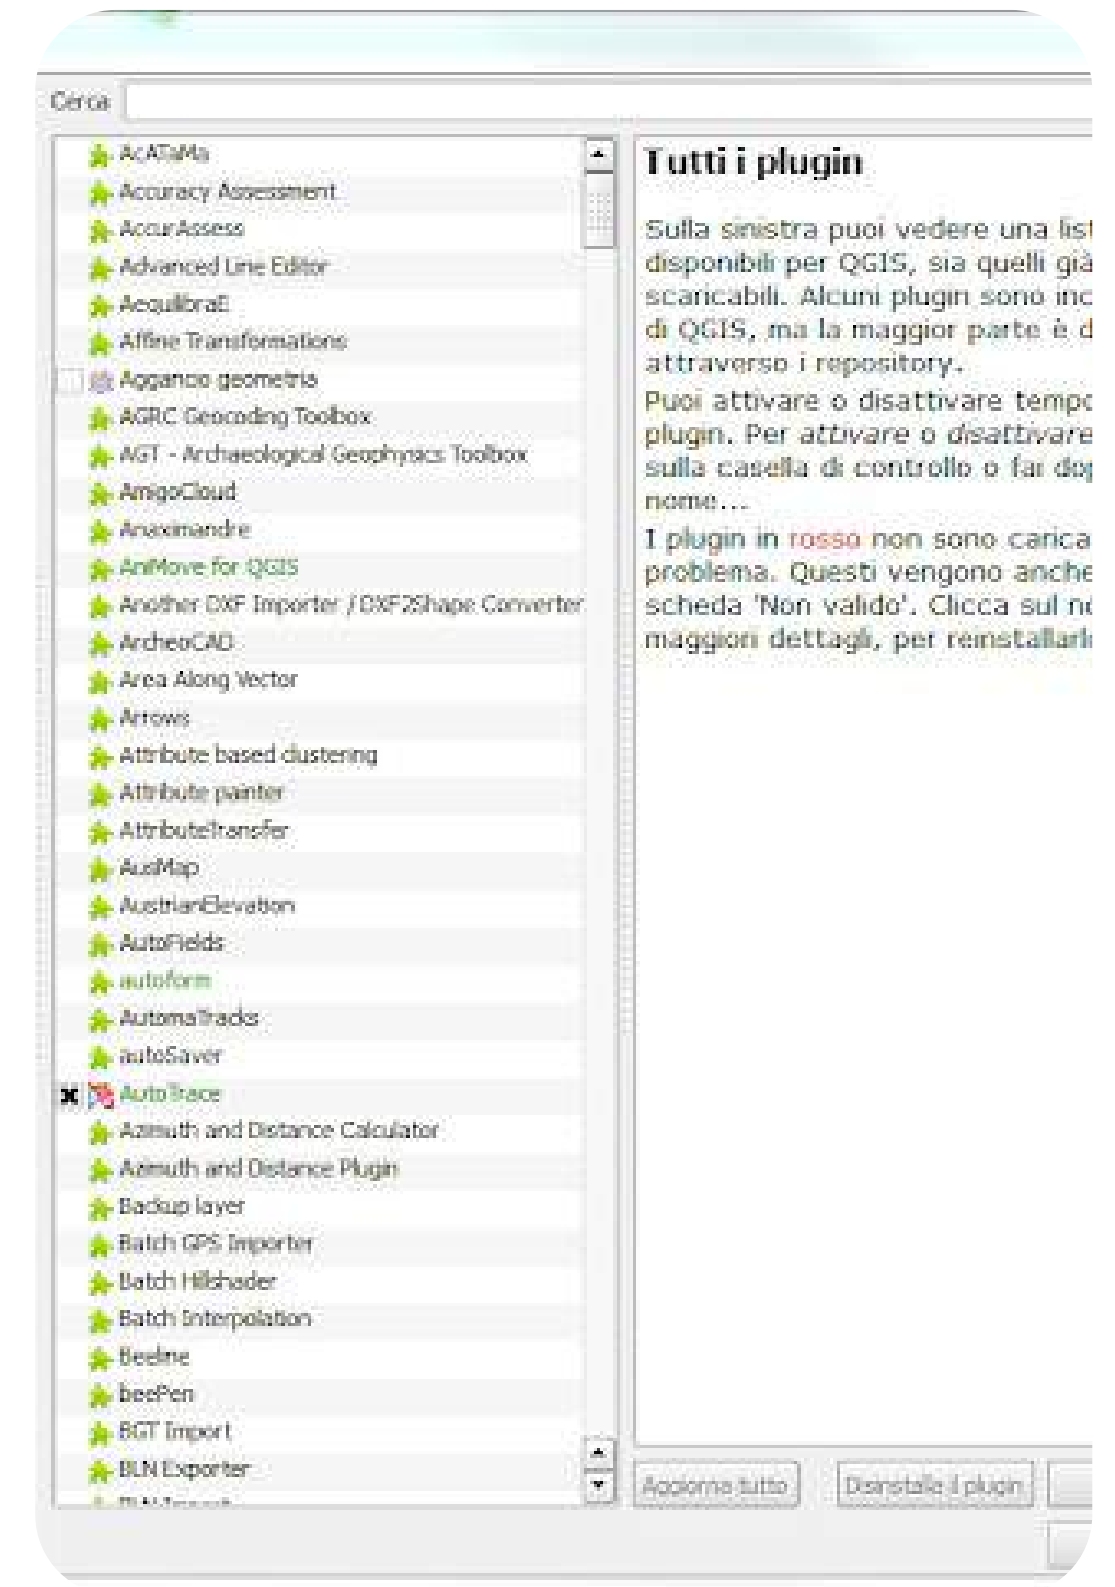 Cerca
AcATaMa
Accuracy Assessment
AccurAssess
Advanced Line Editor
AequilibraE
Affine Transformations
Aggancio geometria
AGRC Geocoding Toolbox
AGT - Archaeological Geophysics Toolbox
AmigoCloud
Anaximandre
AniMove for QGIS
Another DXF Importer / DXF2Shape Converter
ArcheoCAD
Area Along Vector
Arrows
Attribute based clustering
Attribute painter
AttributeTransfer
AusMap
AustrianElevation
AutoFields
autoform
AutomaTracks
autoSaver
AutoTrace
Azimuth and Distance Calculator
Azimuth and Distance Plugin
Backup layer
Batch GPS Importer
Batch Hillshader
Batch Interpolation
Beeline
beePen
BGT Import
BLN Exporter
Tutti i plugin
Sulla sinistra puoi vedere una list
disponibili per QGIS, sia quelli già
scaricabili. Alcuni plugin sono inc
di QGIS, ma la maggior parte è d
attraverso i repository.
Puoi attivare o disattivare tempo
plugin. Per attivare o disattivare
sulla casella di controllo o fai dop
nome...
I plugin in rosso non sono carica
problema. Questi vengono anche
scheda 'Non valido'. Clicca sul no
maggiori dettagli, per reinstallarl
Aggiorna tutto
Disinstalle il plugin